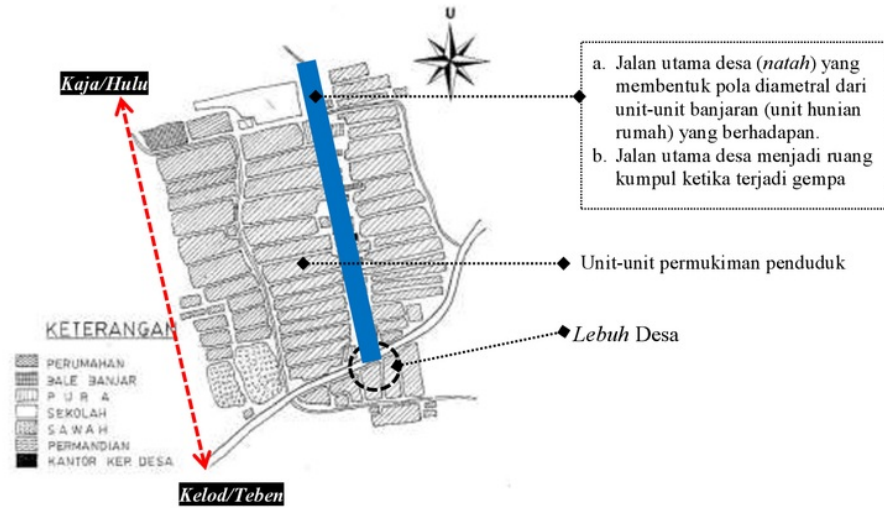 U
Kaja/Hulu
a. Jalan utama desa (natah) yang
membentuk pola diametral dari
unit-unit banjaran (unit hunian
rumah) yang berhadapan.
b. Jalan utama desa menjadi ruang
kumpul ketika terjadi gempa
Unit-unit permukiman penduduk
Lebuh Desa
KETERANGAN
PERUMAHAN
BALE BANJAR
PURA
SEKOLAH
SAWAH
PERMANDIAN
KANTOR KEP. DESA
Kelod/Teben